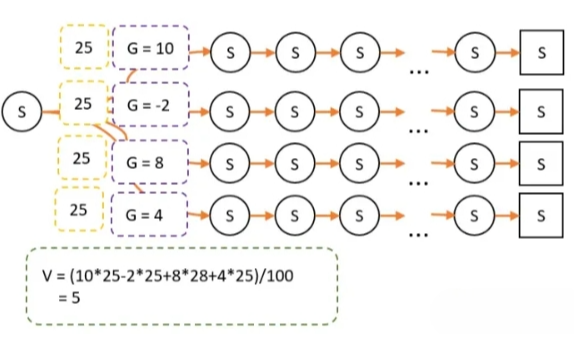 25 G = 10 S S S ... S S
S 25 G = -2 S S S ... S S
25 G = 8 S S S ... S S
25 G = 4 S S S ... S S
V = (10*25-2*25+8*28+4*25)/100
= 5